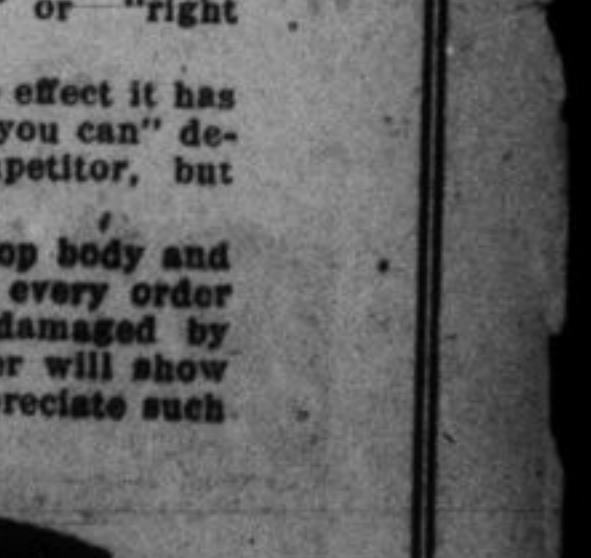 or "right
effect it has
you can" de-
petitor, but
op body and
every order
damaged by
er will show
reciate such